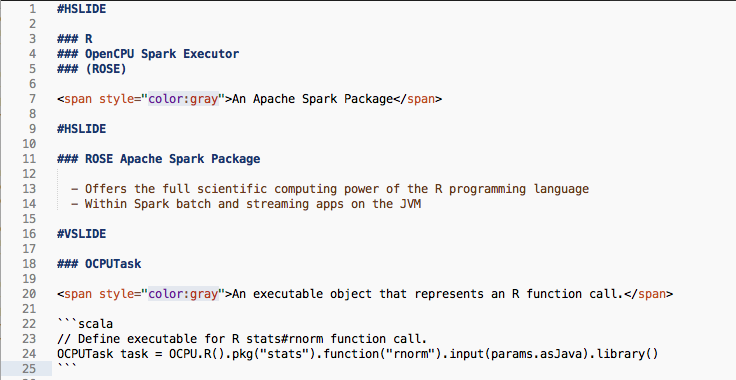 1 #HSLIDE
2
3 ### R
4 ### OpenCPU Spark Executor
5 ### (ROSE)
6
7 <span style="color:gray">An Apache Spark Package</span>
8
9 #HSLIDE
10
11 ### ROSE Apache Spark Package
12
13   - Offers the full scientific computing power of the R programming language
14   - Within Spark batch and streaming apps on the JVM
15
16 #VSLIDE
17
18 ### OCPUTask
19
20 <span style="color:gray">An executable object that represents an R function call.</span>
21
22 ```scala
23 // Define executable for R stats#rnorm function call.
24 OCPUTask task = OCPU.R().pkg("stats").function("rnorm").input(params.asJava).library()
25 ```